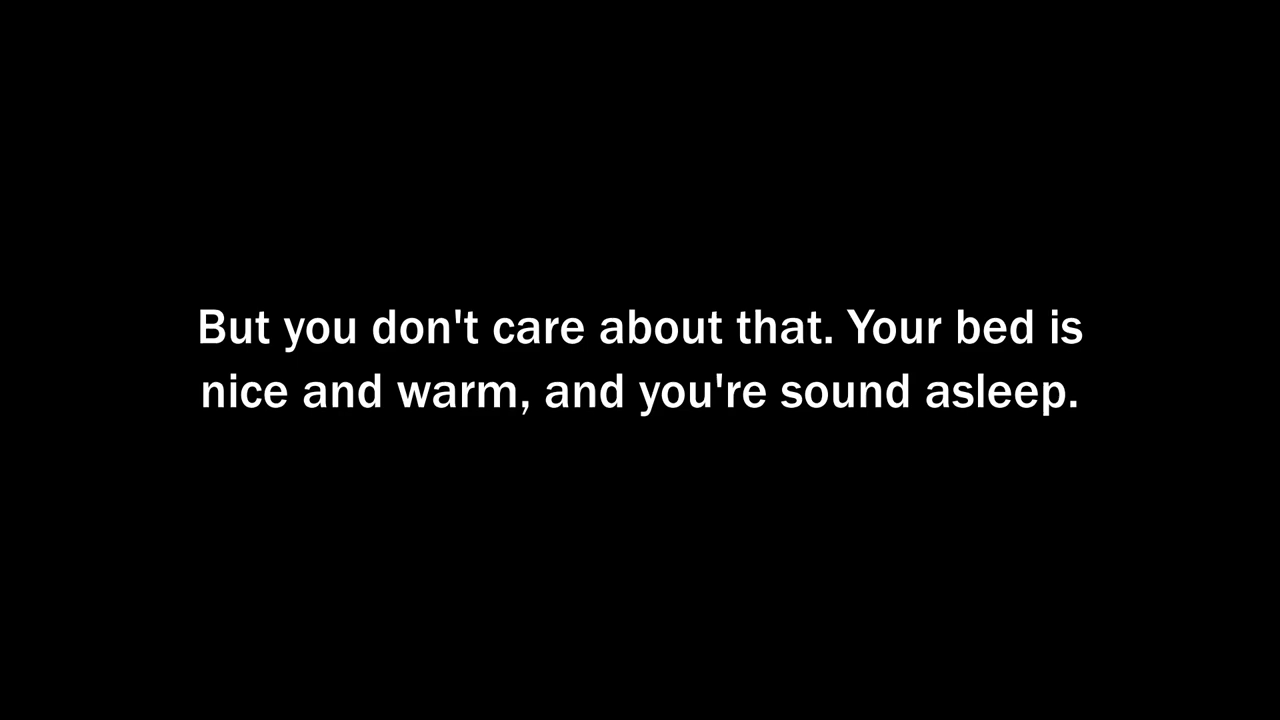 But you don't care about that. Your bed is
nice and warm, and you're sound asleep.